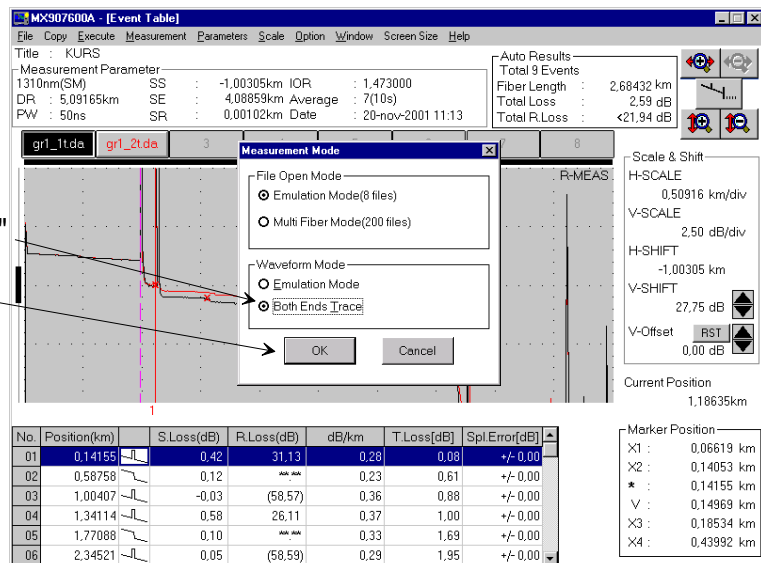 MX907600A - [Event Table]
File Copy Execute Measurement Parameters Scale Option Window Screen Size Help
Title : KURS
Measurement Parameter
1310nm(SM) SS : -1,00305km IOR : 1,473000
DR : 5,09165km SE : 4,08859km Average : 7(10s)
PW : 50ns SR : 0,00102km Date : 20-nov-2001 11:13
Auto Results
Total 9 Events
Fiber Length : 2,68432 km
Total Loss : 2,59 dB
Total R.Loss : <21,94 dB
gr1_1t.da gr1_2t.da 3 7 8
Measurement Mode
File Open Mode
Emulation Mode(8 files)
Multi Fiber Mode(200 files)
Waveform Mode
Emulation Mode
Both Ends Trace
OK Cancel
"
R-MEAS
1
Scale & Shift
H-SCALE
0,50916 km/div
V-SCALE
2,50 dB/div
H-SHIFT
-1,00305 km
V-SHIFT
27,75 dB
V-Offset RST
0,00 dB
Current Position
1,18635km
No. Position(km) S.Loss(dB) R.Loss(dB) dB/km T.Loss[dB] Spl.Error[dB]
01 0,14155 0,42 31,13 0,28 0,08 +/- 0,00
02 0,58758 0,12 **.** 0,23 0,61 +/- 0,00
03 1,00407 -0,03 (58,57) 0,36 0,88 +/- 0,00
04 1,34114 0,58 26,11 0,37 1,00 +/- 0,00
05 1,77088 0,10 **.** 0,33 1,69 +/- 0,00
06 2,34521 0,05 (58,59) 0,29 1,95 +/- 0,00
Marker Position
X1 : 0,06619 km
X2 : 0,14053 km
* : 0,14155 km
V : 0,14969 km
X3 : 0,18534 km
X4 : 0,43992 km